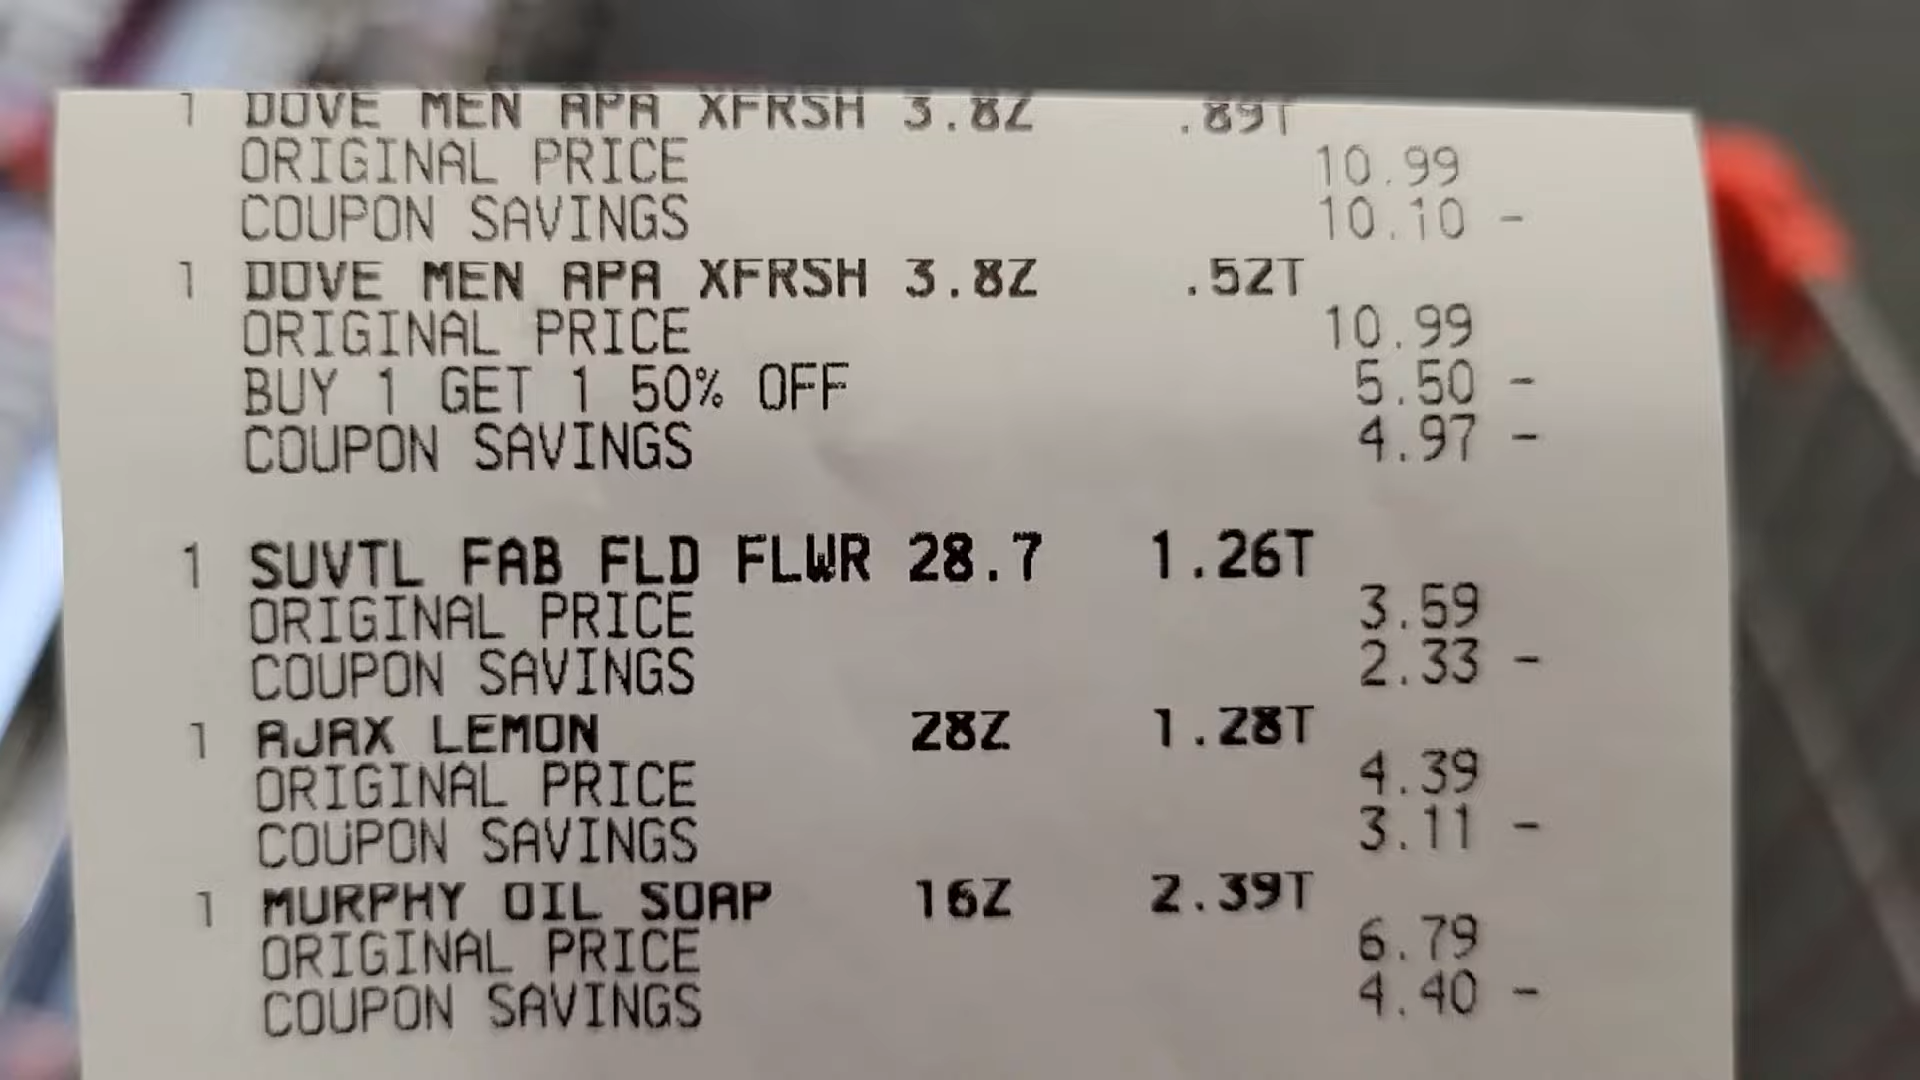 1 DOVE MEN APA XFRSH 3.8Z .89T
ORIGINAL PRICE 10.99
COUPON SAVINGS 10.10 -
1 DOVE MEN APA XFRSH 3.8Z .52T
ORIGINAL PRICE 10.99
BUY 1 GET 1 50% OFF 5.50 -
COUPON SAVINGS 4.97 -
1 SUVTL FAB FLD FLWR 28.7 1.26T
ORIGINAL PRICE 3.59
COUPON SAVINGS 2.33 -
1 AJAX LEMON 28Z 1.28T
ORIGINAL PRICE 4.39
COUPON SAVINGS 3.11 -
1 MURPHY OIL SOAP 16Z 2.39T
ORIGINAL PRICE 6.79
COUPON SAVINGS 4.40 -